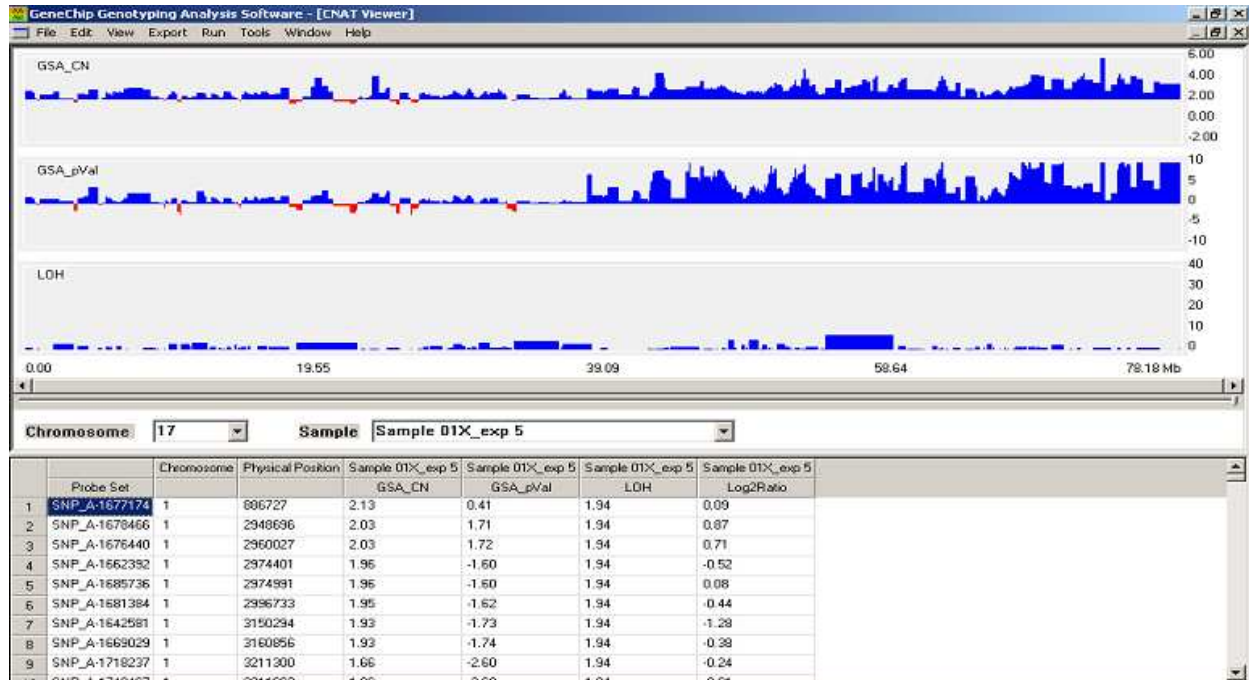 GeneChip Genotyping Analysis Software - [CNAT Viewer]
File Edit View Export Run Tools Window Help
GSA_CN
6.00
4.00
2.00
0.00
-2.00
GSA_pVal
10
5
0
-5
-10
LOH
40
30
20
10
0
0.00 19.55 39.09 58.64 78.18 Mb
Chromosome 17 Sample Sample 01X_exp 5
Chromosome Physical Position Sample 01X_exp 5 Sample 01X_exp 5 Sample 01X_exp 5 Sample 01X_exp 5
Probe Set GSA_CN GSA_pVal LOH Log2Ratio
1 SNP_A-1677174 1 886727 2.13 0.41 1.94 0.09
2 SNP_A-1678466 1 2948696 2.03 1.71 1.94 0.87
3 SNP_A-1676440 1 2960027 2.03 1.72 1.94 0.71
4 SNP_A-1662392 1 2974401 1.96 -1.60 1.94 -0.52
5 SNP_A-1685736 1 2974991 1.96 -1.60 1.94 0.08
6 SNP_A-1681384 1 2996733 1.95 -1.62 1.94 -0.44
7 SNP_A-1642581 1 3150294 1.93 -1.73 1.94 -1.28
8 SNP_A-1669029 1 3160856 1.93 -1.74 1.94 -0.38
9 SNP_A-1718237 1 3211300 1.66 -2.60 1.94 -0.24